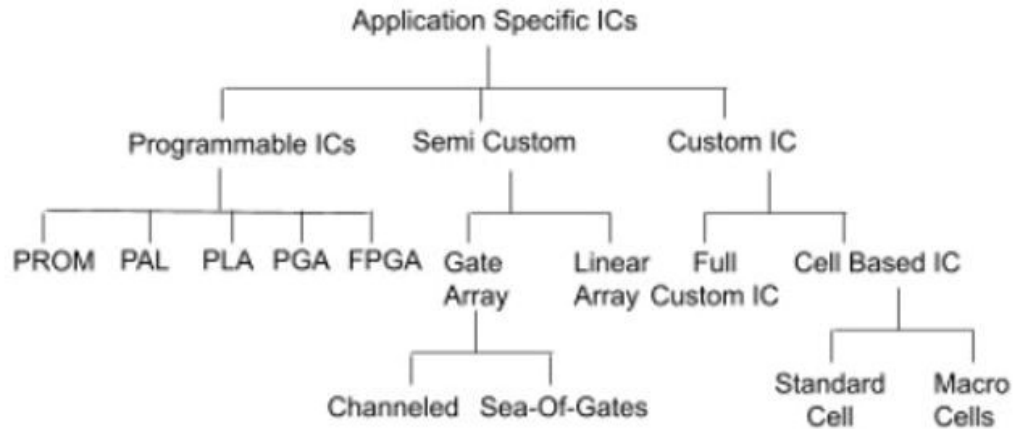 Application Specific ICs
Programmable ICs Semi Custom Custom IC
PROM PAL PLA PGA FPGA Gate Linear Full Cell Based IC
Array Array Custom IC
Standard Macro
Channeled Sea-Of-Gates Cell Cells